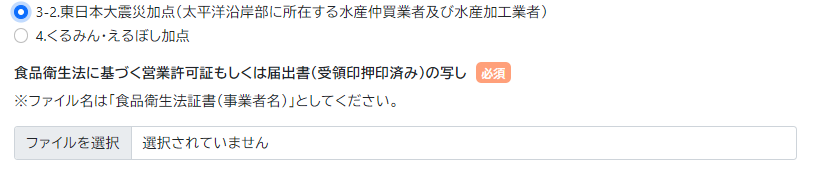 3-2.東日本大震災加点(太平洋沿岸部に所在する水産仲買業者及び水産加工業者)
4.くるみん・えるぼし加点
食品衛生法に基づく営業許可証もしくは届出書(受領印押印済み)の写し 必須
※ファイル名は「食品衛生法証書(事業者名)」としてください。
ファイルを選択 選択されていません